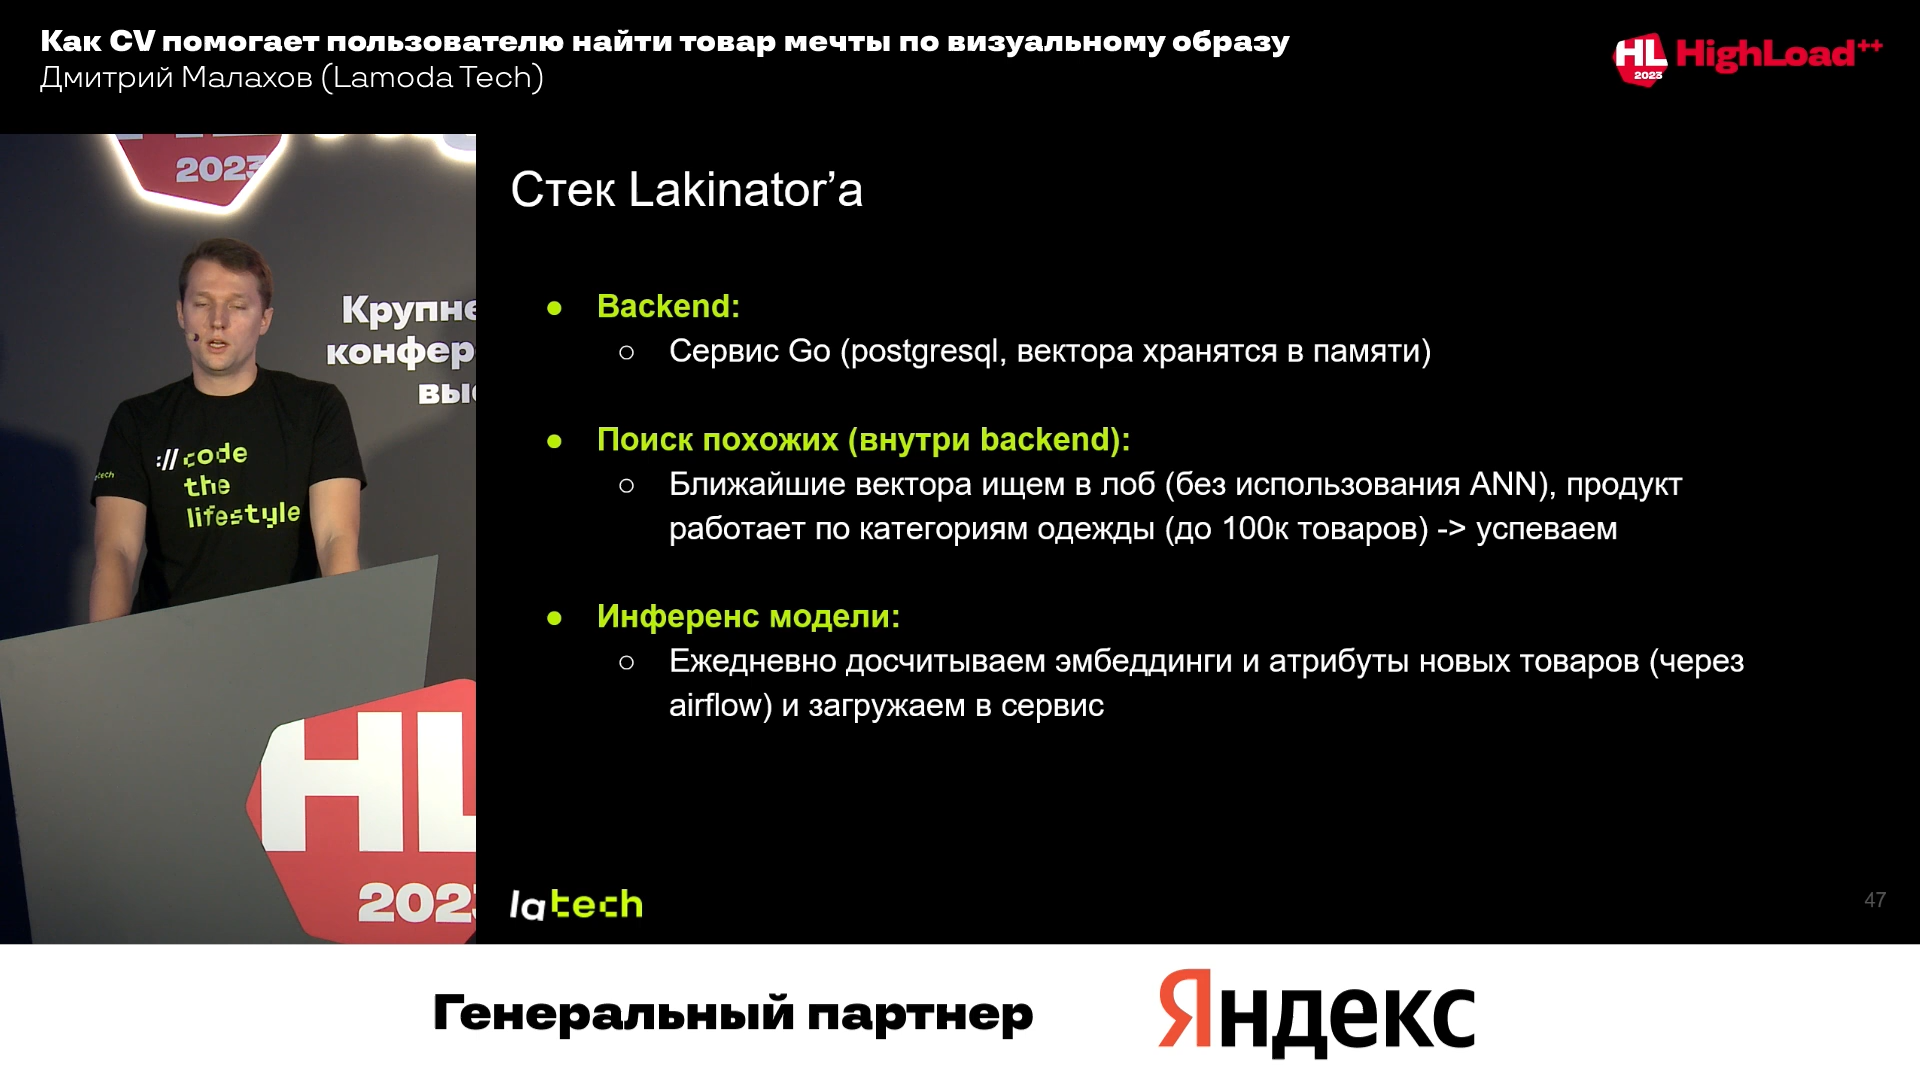 Как CV помогает пользователю найти товар мечты по визуальному образу
Дмитрий Малахов (Lamoda Tech)
HL 2023 HighLoad++
2023
Крупне
конфер
выс
:// code
the
lifestyle
tech
HL
202
Стек Lakinator’а
● Backend:
○ Сервис Go (postgresql, вектора хранятся в памяти)
● Поиск похожих (внутри backend):
○ Ближайшие вектора ищем в лоб (без использования ANN), продукт
работает по категориям одежды (до 100к товаров) -> успеваем
● Инференс модели:
○ Ежедневно досчитываем эмбеддинги и атрибуты новых товаров (через
airflow) и загружаем в сервис
latech
47
Генеральный партнер
Яндекс